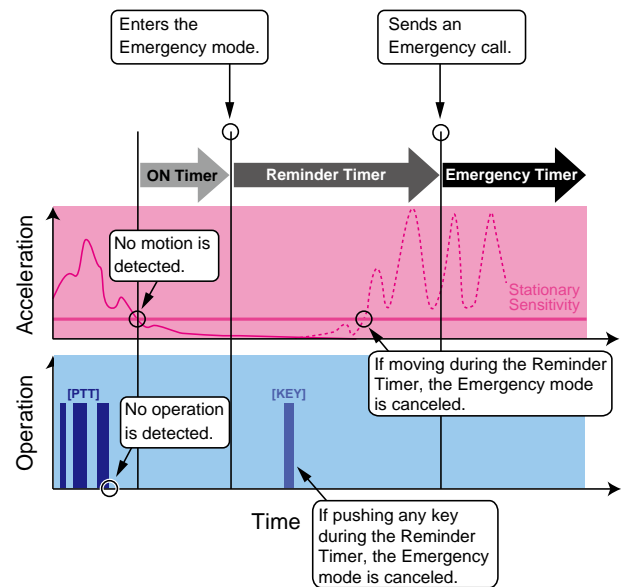 Enters the
Emergency mode.
Sends an
Emergency call.
ON Timer
Reminder Timer
Emergency Timer
Acceleration
No motion is
detected.
Stationary
Sensitivity
If moving during the Reminder
Timer, the Emergency mode
is canceled.
Operation
[PTT]
No operation
is detected.
[KEY]
Time
If pushing any key
during the Reminder
Timer, the Emergency
mode is canceled.